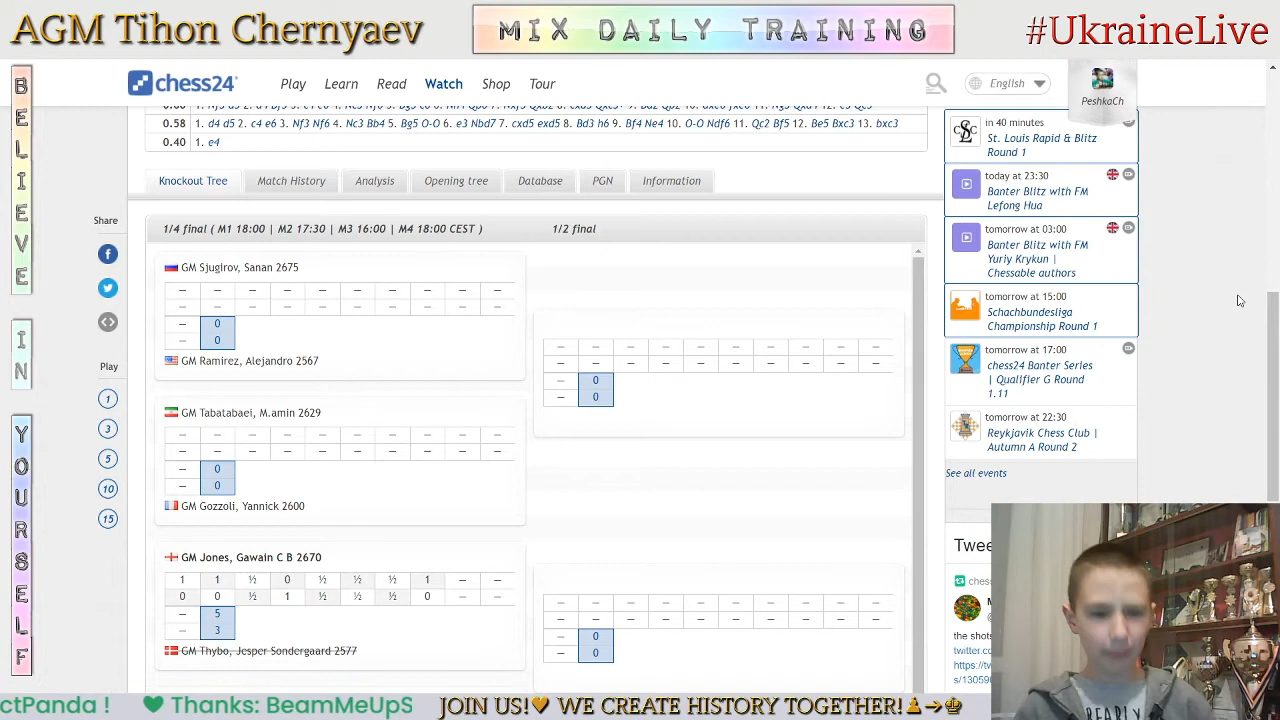 AGM Tihon Chernyaev
MIX DAILY TRAINING
#UkraineLive
BELIVE
IN
YOURSELF
chess24
Play
Learn
Read
Watch
Shop
Tour
English
PeshkaCh
0.58 1. d4 d5 2. c4 e6 3. Nf3 Nf6 4. Nc3 Bb4 5. Bg5 O-O 6. e3 Nbd7 7. cxd5 exd5 8. Bd3 h6 9. Bf4 Ne4 10. O-O Ndf6 11. Qc2 Bf5 12. Be5 Bxc3 13. bxc3
0.40 1. e4
Knockout Tree
Match History
Analysis
Opening tree
Database
PGN
Information
Share
Play
1
3
5
10
15
1/4 final ( M1 18:00 | M2 17:30 | M3 16:00 | M4 18:00 CEST )
1/2 final
GM Sjugirov, Sanan 2675
– – – – – – – – – –
– – – – – – – – – –
– 0
– 0
GM Ramirez, Alejandro 2567
GM Tabatabaei, M.amin 2629
– – – – – – – – – –
– – – – – – – – – –
– 0
– 0
GM Gozzoli, Yannick 2600
GM Jones, Gawain C B 2670
1 1 ½ 0 ½ ½ ½ 1 – –
0 0 ½ 1 ½ ½ ½ 0 – –
– 5
– 3
GM Thybo, Jesper Sondergaard 2577
– – – – – – – – – –
– – – – – – – – – –
– 0
– 0
– – – – – – – – – –
– – – – – – – – – –
– 0
– 0
in 40 minutes
St. Louis Rapid & Blitz
Round 1
today at 23:30
Banter Blitz with FM
Lefong Hua
tomorrow at 03:00
Banter Blitz with FM
Yuriy Krykun |
Chessable authors
tomorrow at 15:00
Schachbundesliga
Championship Round 1
tomorrow at 17:00
chess24 Banter Series
| Qualifier G Round
1.11
tomorrow at 22:30
Reykjavik Chess Club |
Autumn A Round 2
See all events
Twee
chess
the shots
twitter.co
https://t
s/13059
ctPanda ! Thanks: BeamMeUpS
JOIN US! WE CREATE HISTORY TOGETHER!